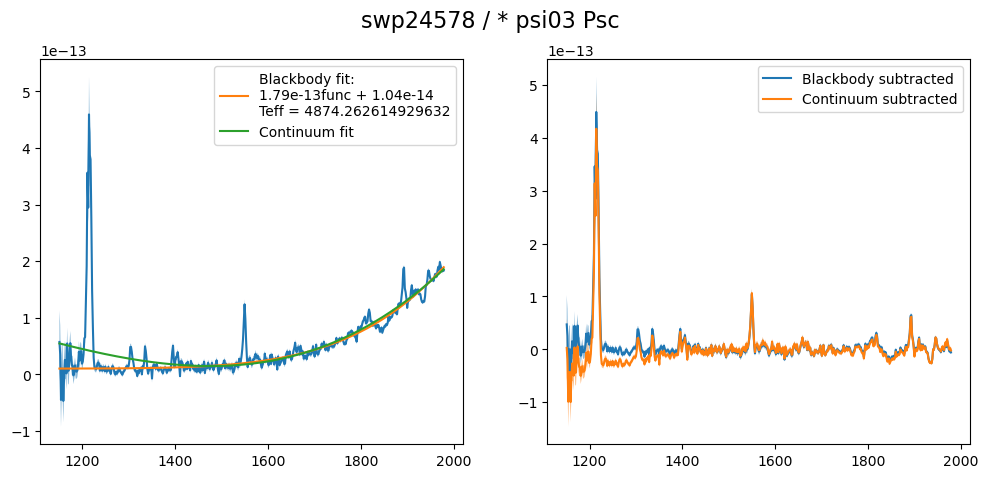 swp24578 / * psi03 Psc
1e−13
Blackbody fit:
1.79e-13func + 1.04e-14
Teff = 4874.262614929632
Continuum fit
5
4
3
2
1
0
−1
1200
1400
1600
1800
2000
1e−13
Blackbody subtracted
Continuum subtracted
5
4
3
2
1
0
−1
1200
1400
1600
1800
2000